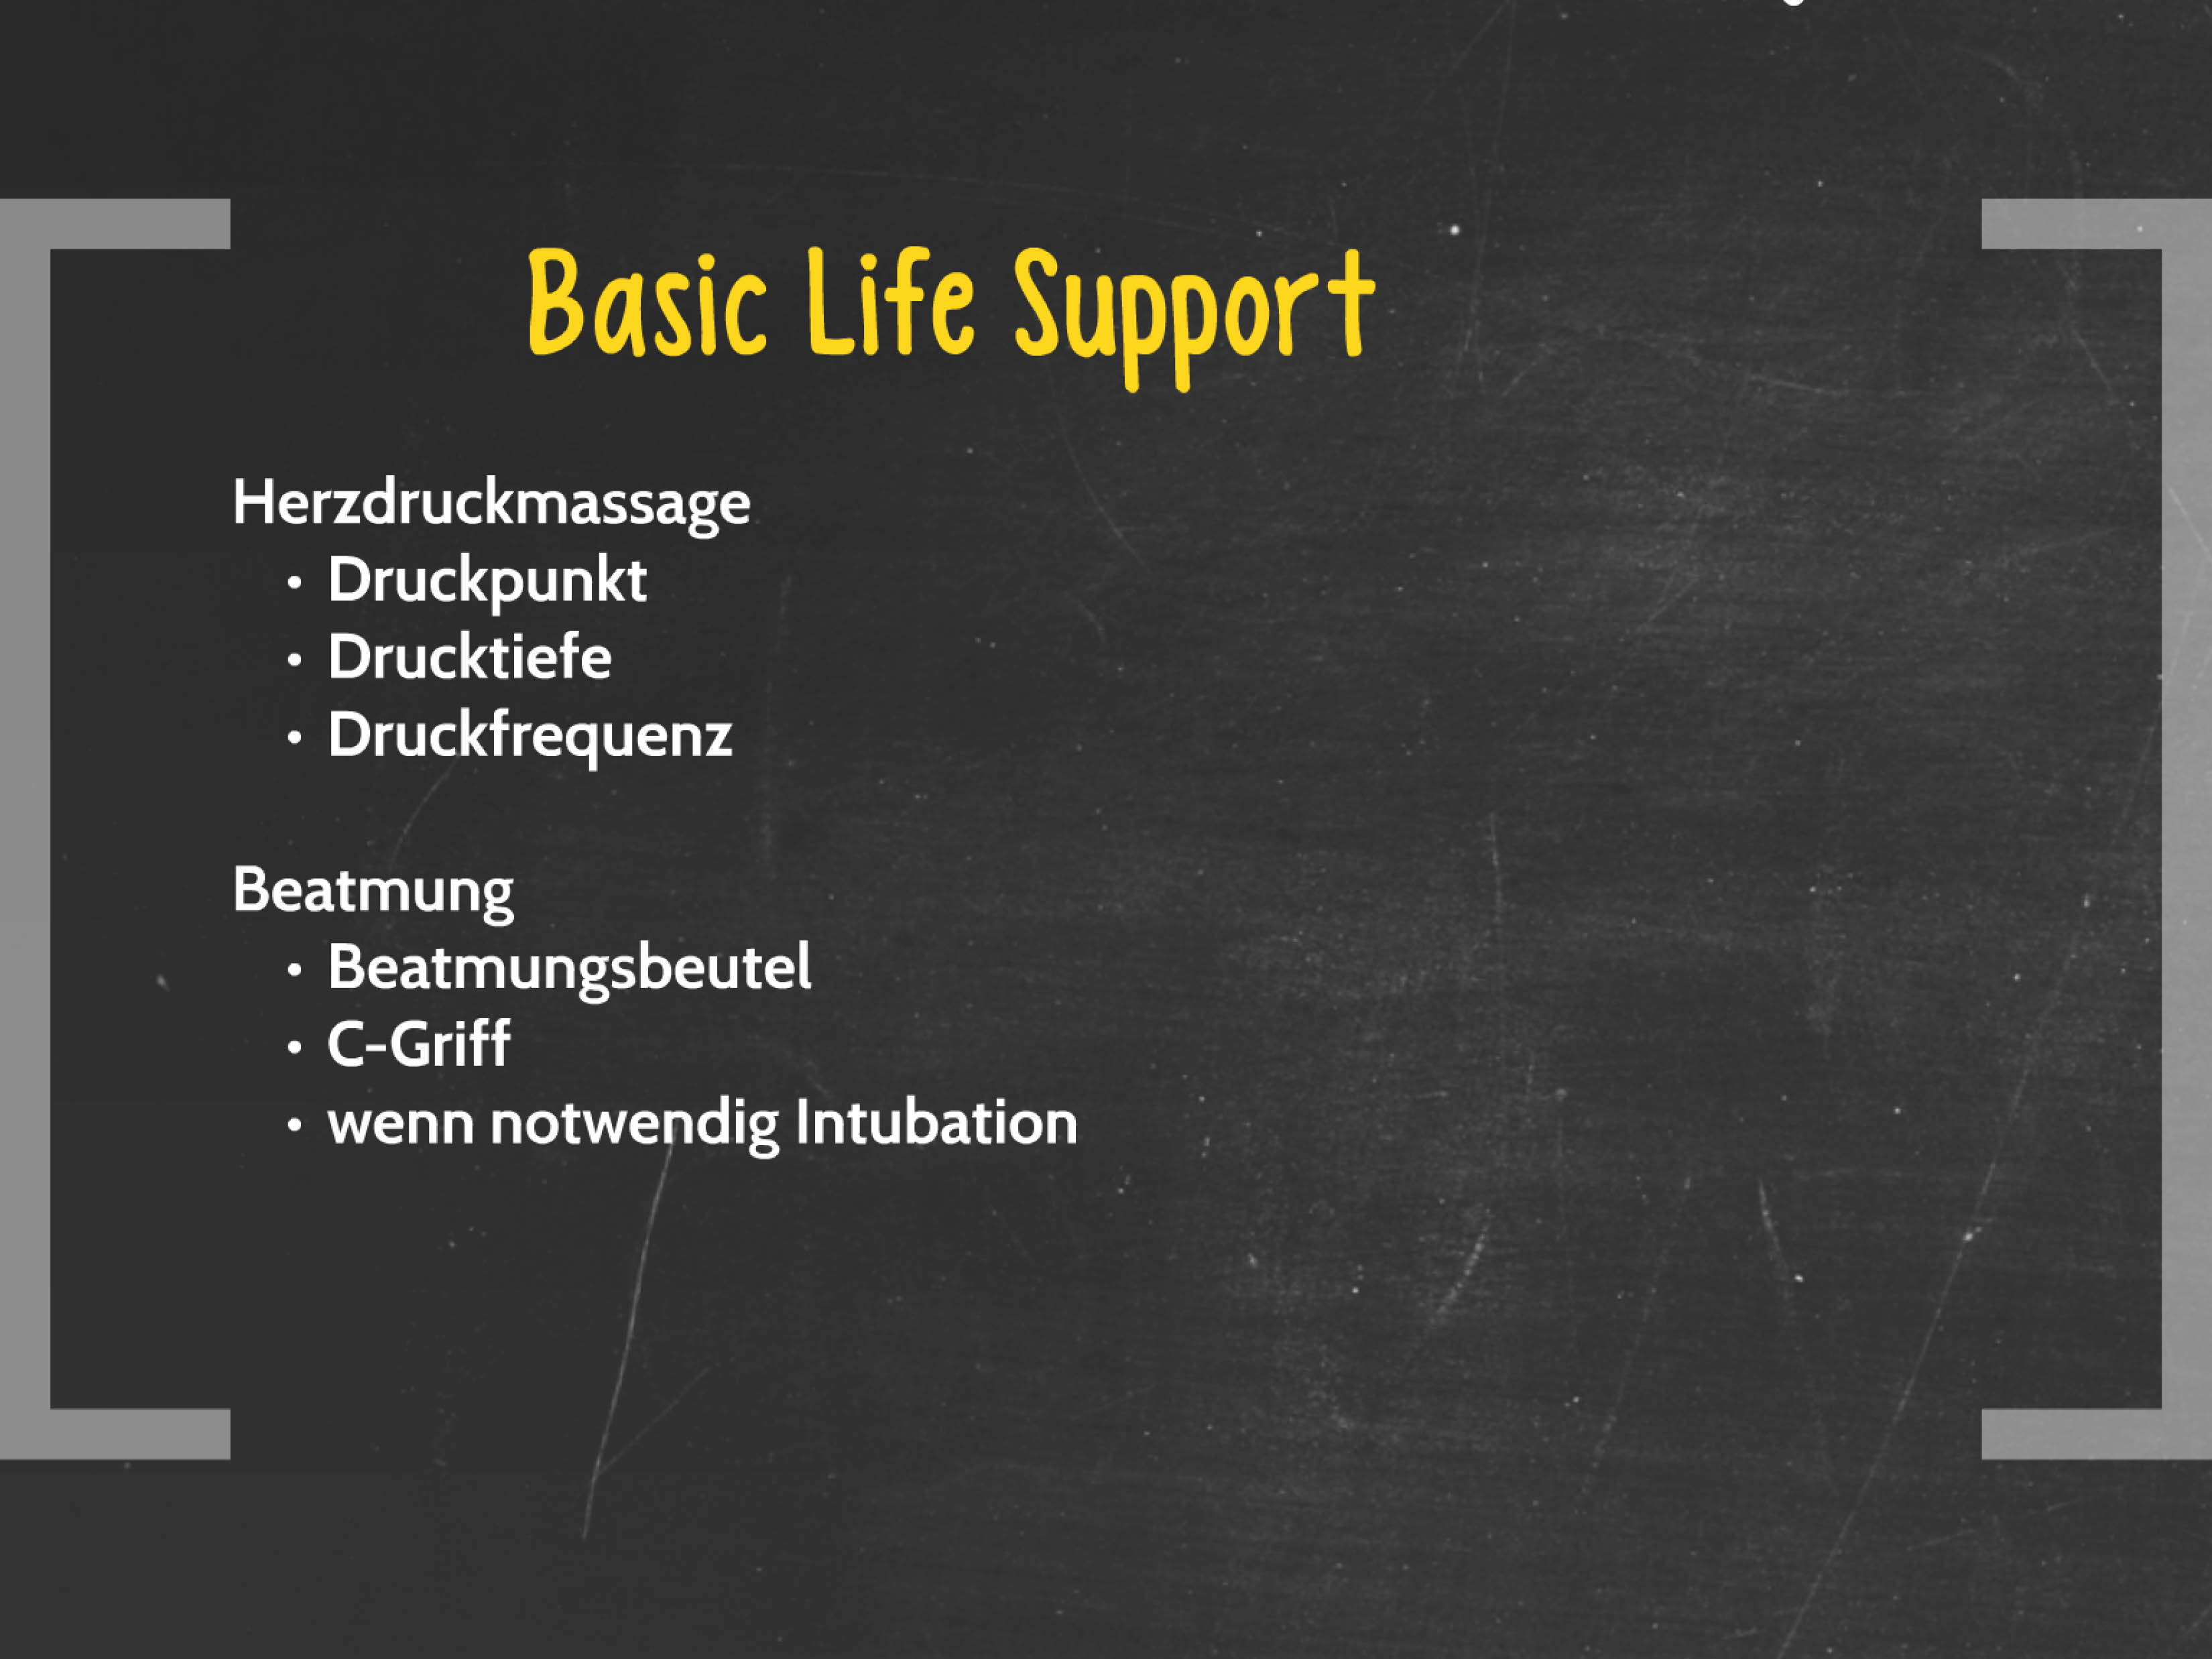 Basic Life Support
Herzdruckmassage
• Druckpunkt
• Drucktiefe
• Druckfrequenz
Beatmung
• Beatmungsbeutel
• C-Griff
• wenn notwendig Intubation